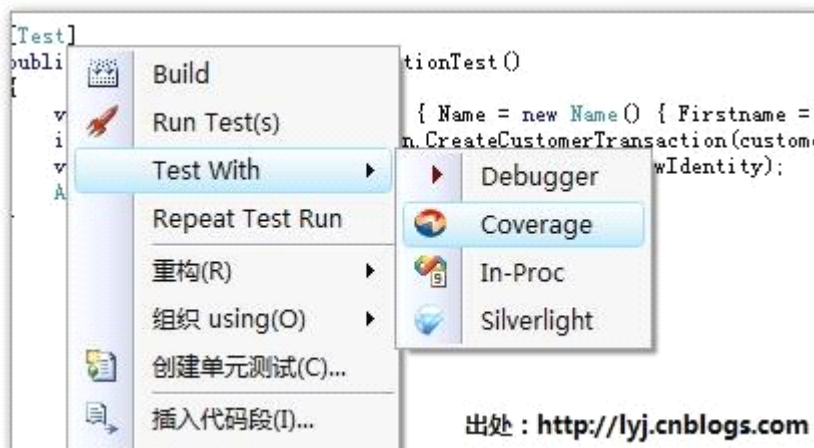 [Test]
publi tionTest()
{
v { Name = new Name() { Firstname =
i n.CreateCustomerTransaction(custome
v wIdentity);
A
Build
Run Test(s)
Test With
Repeat Test Run
重构(R)
组织 using(O)
创建单元测试(C)...
插入代码段(I)...
Debugger
Coverage
In-Proc
Silverlight
出处：http://lyj.cnblogs.com